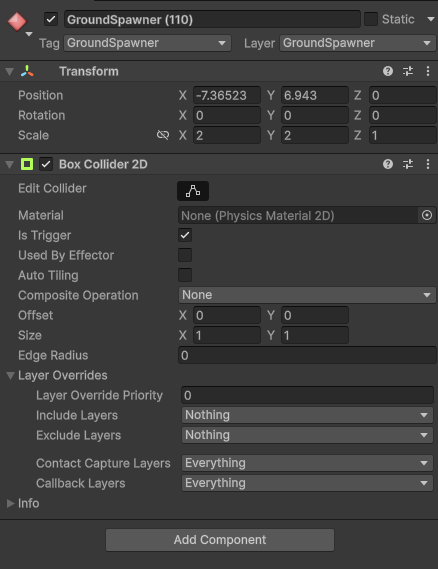 GroundSpawner (110) Static
Tag GroundSpawner Layer GroundSpawner
Transform
Position X -7.36523 Y 6.943 Z 0
Rotation X 0 Y 0 Z 0
Scale X 2 Y 2 Z 1
Box Collider 2D
Edit Collider
Material None (Physics Material 2D)
Is Trigger
Used By Effector
Auto Tiling
Composite Operation None
Offset X 0 Y 0
Size X 1 Y 1
Edge Radius 0
Layer Overrides
Layer Override Priority 0
Include Layers Nothing
Exclude Layers Nothing
Contact Capture Layers Everything
Callback Layers Everything
Info
Add Component